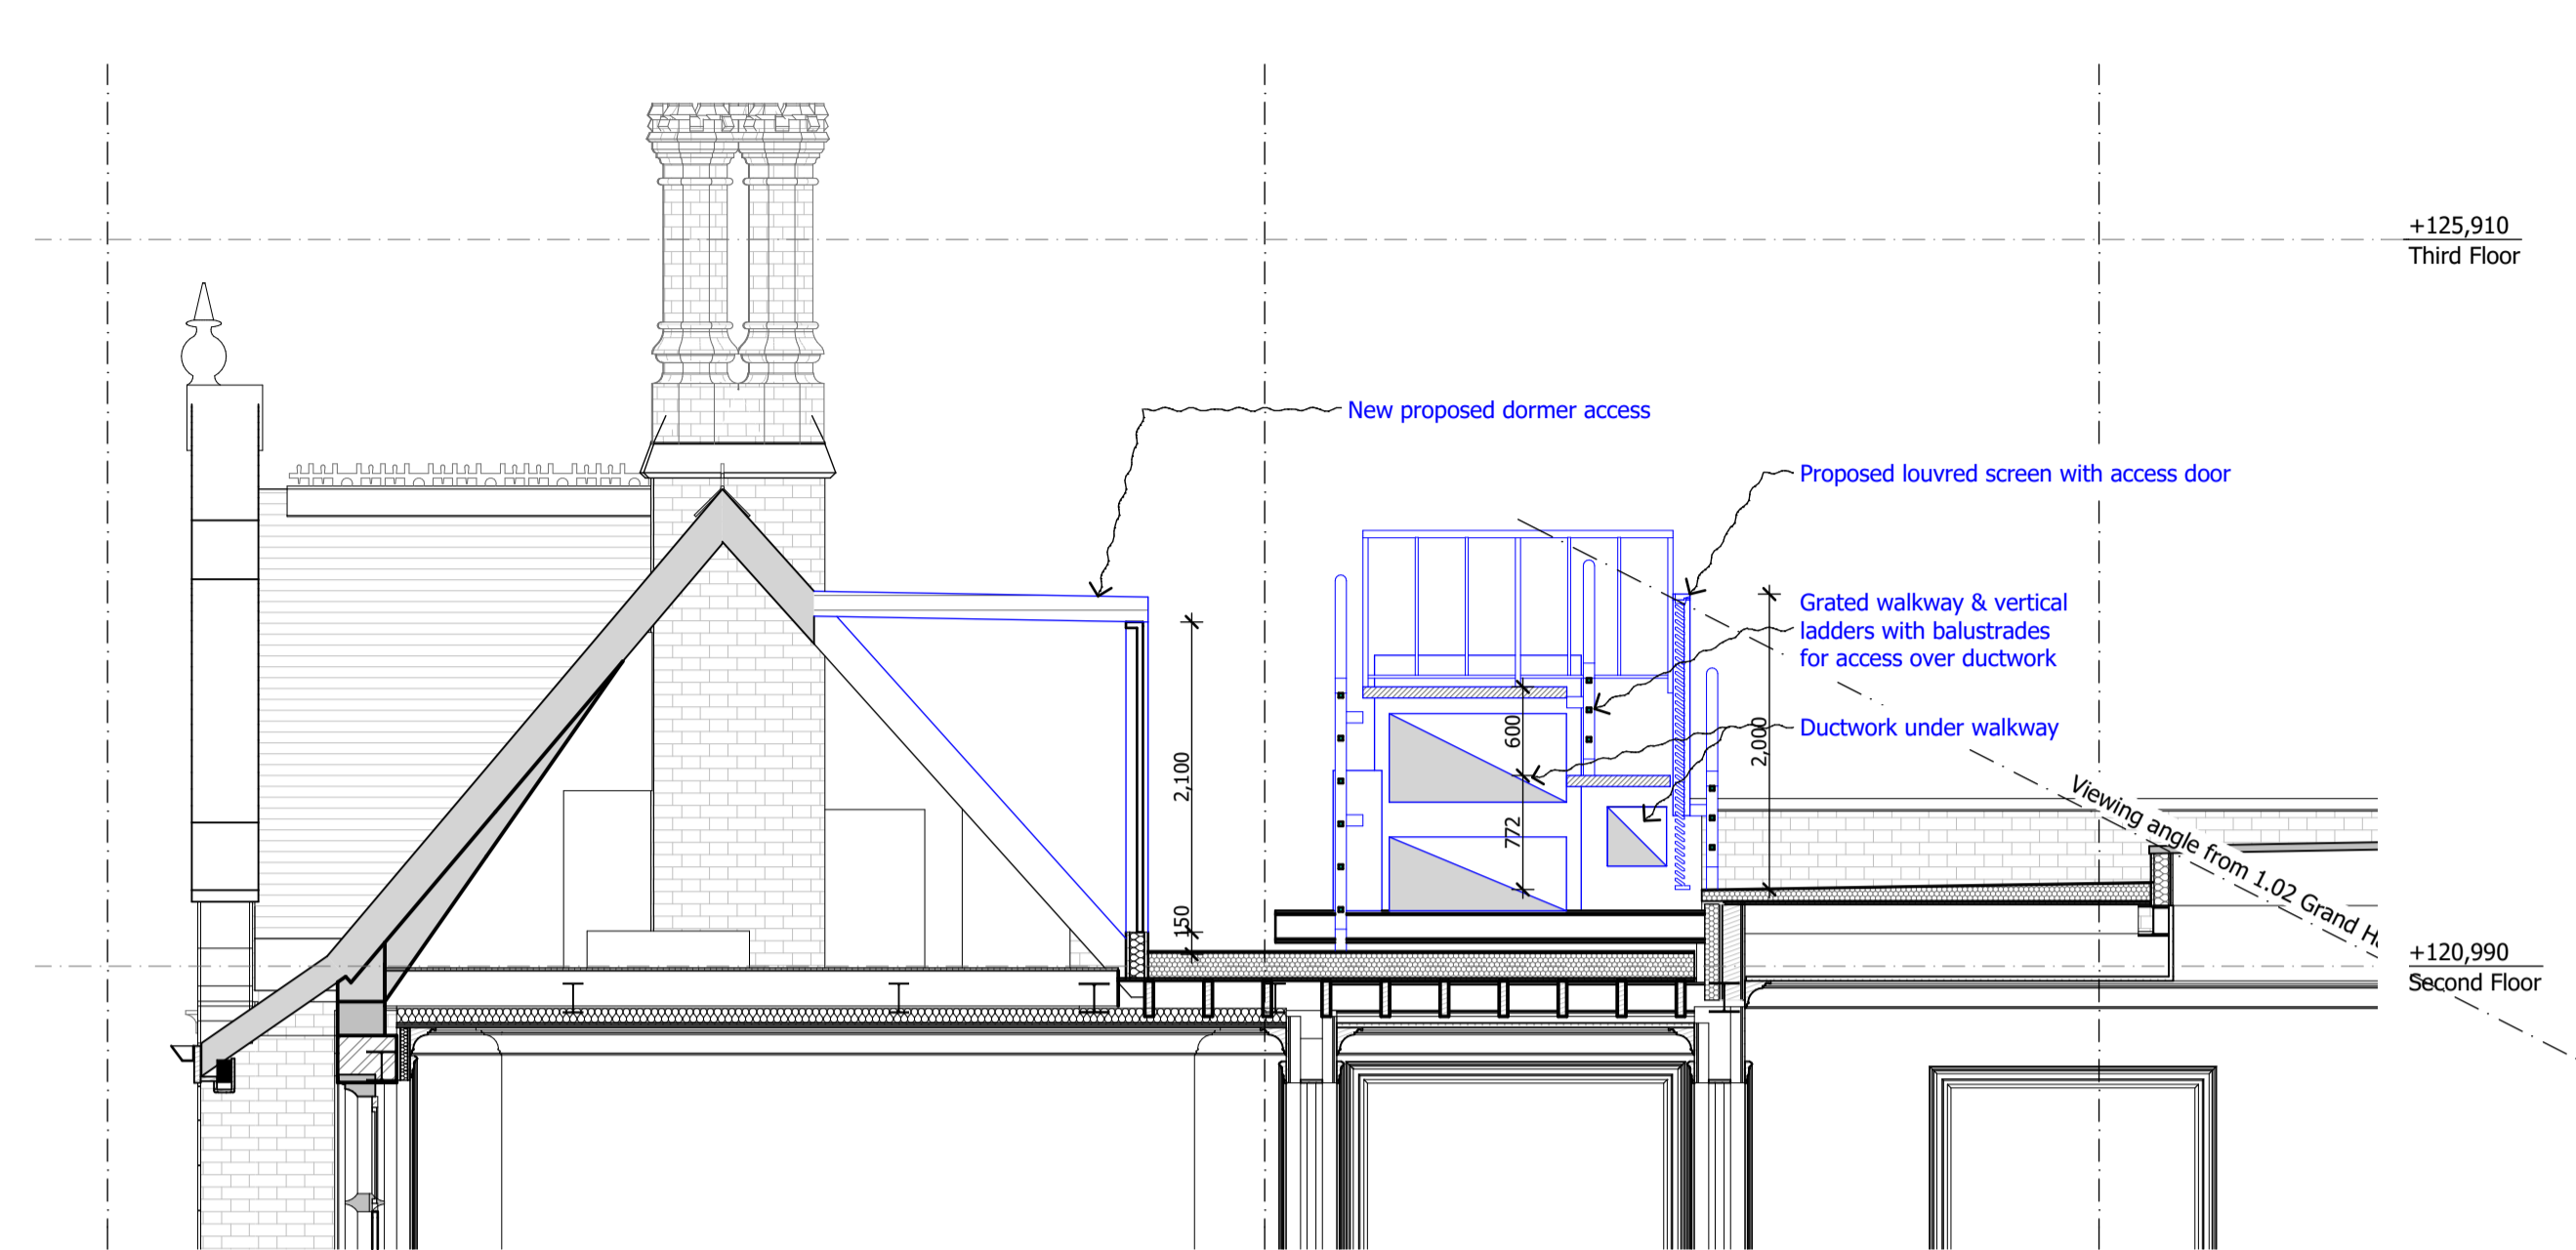 +125,910
Third Floor
New proposed dormer access
Proposed louvred screen with access door
Grated walkway & vertical
ladders with balustrades
for access over ductwork
Ductwork under walkway
600
772
2,000
2,100
150
Viewing angle from 1.02 Grand
+120,990
Second Floor